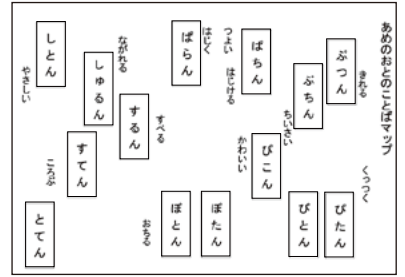 あめのおとのことばマップ
きれる
ぷつん
くっつく
ぴたん
ぷちん
ちいさい
ぴとん
ぱちん
つよい はじける
かわいい
ぴこん
ぱらん
はじく
ぽたん
ぽとん
おちる
するん
すべる
しゅるん
ながれる
すてん
ころぶ
しとん
やさしい
とてん